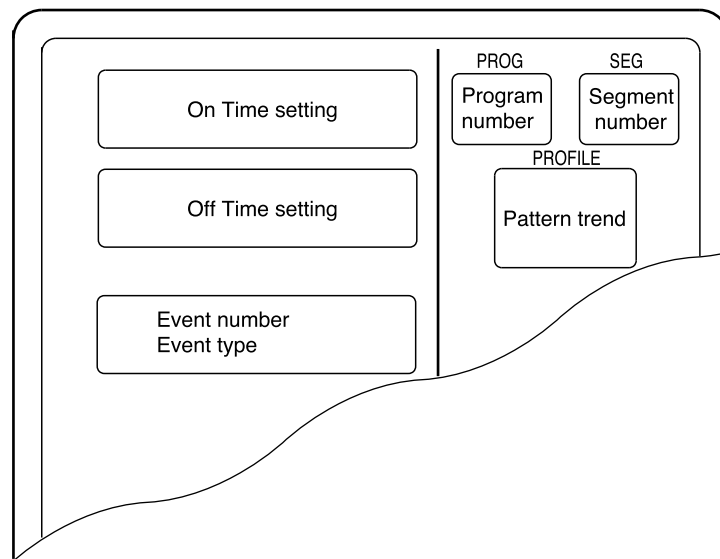 On Time setting
Off Time setting
Event number
Event type
PROG
Program
number
SEG
Segment
number
PROFILE
Pattern trend